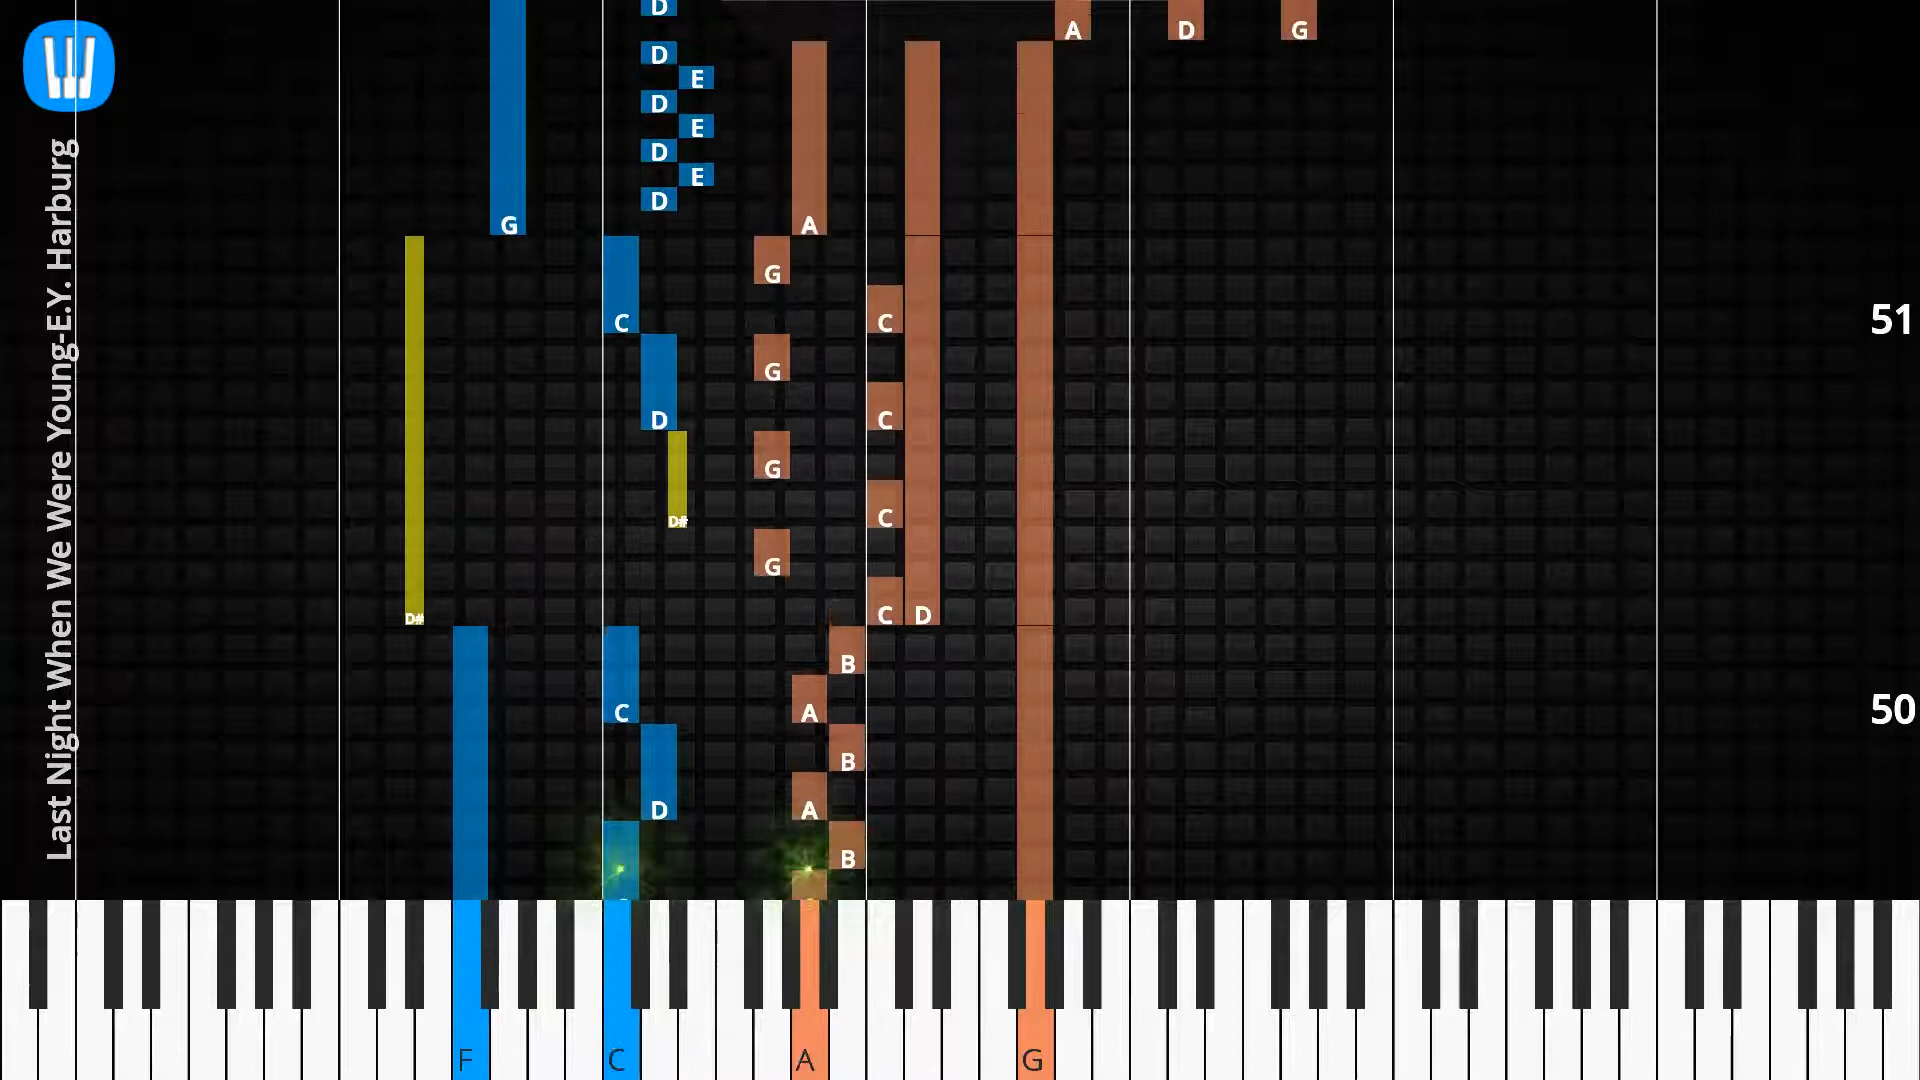 Last Night When We Were Young-E.Y. Harburg
D
A D G
D
E
D
E
D
E
D
G A
G
C C
G
D C
G
D# C
G
D# C D
B
C A
B
D A
B
51
50
F C A G